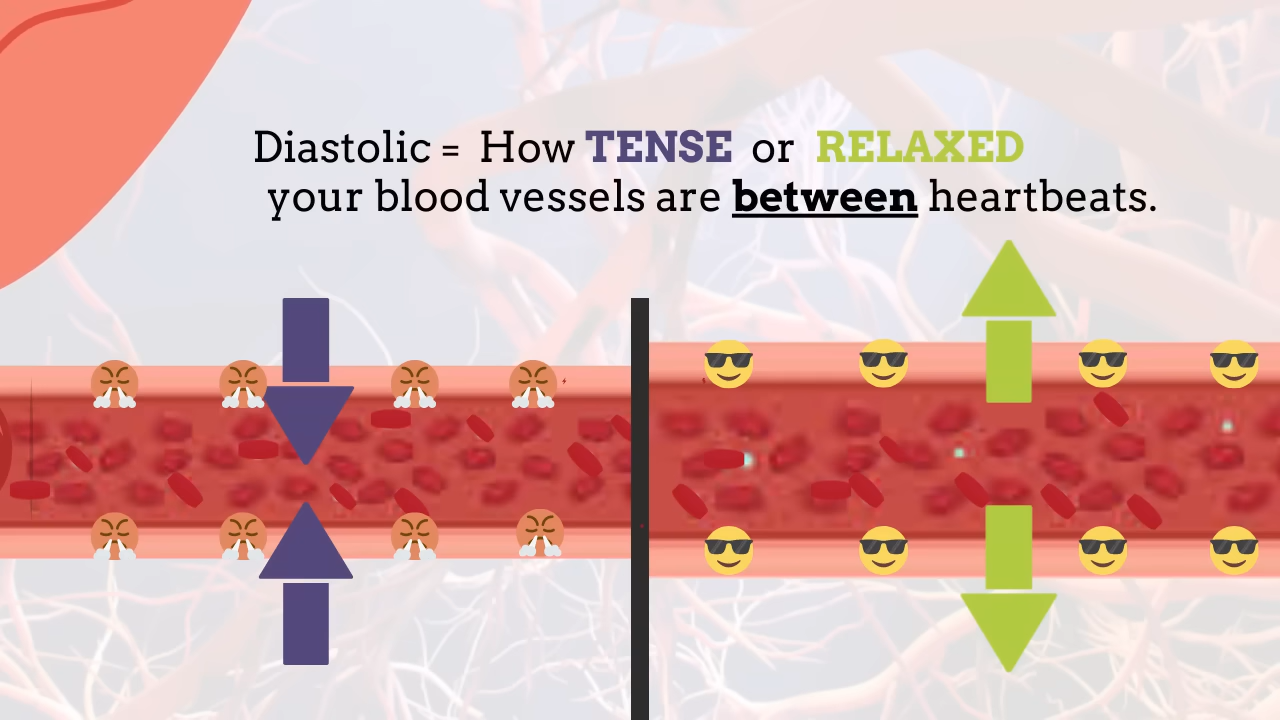 Diastolic = How TENSE or RELAXED
your blood vessels are between heartbeats.